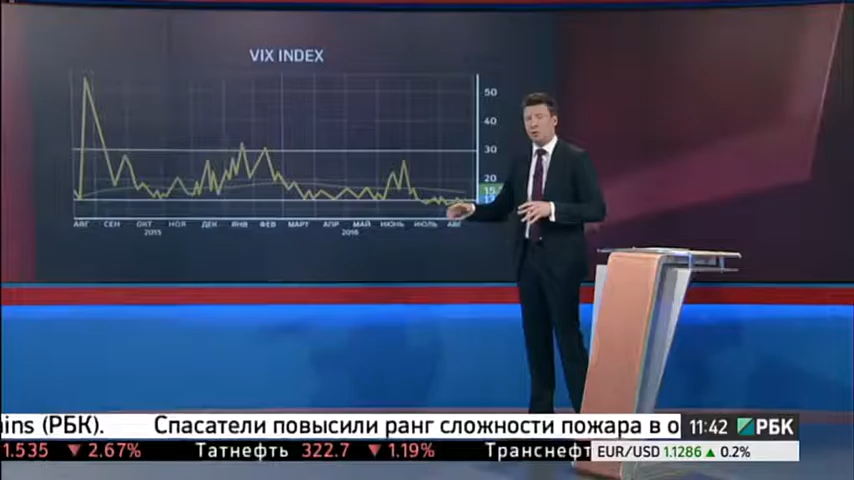 VIX INDEX
50
40
30
20
15
АВГ СЕН ОКТ НОЯ ДЕК ЯНВ ФЕВ МАРТ АПР МАЙ ИЮНЬ ИЮЛЬ АВГ
2015 2016
ins (РБК). Спасатели повысили ранг сложности пожара в о 11:42 РБК
1.535 ▼ 2.67% Татнефть 322.7 ▼ 1.19% Транснефт EUR/USD 1.1286 ▲ 0.2%